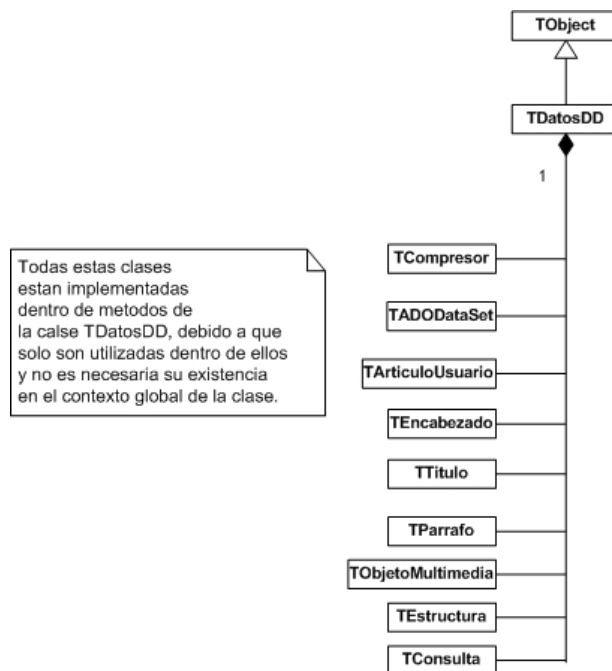 TObject
TDatosDD
1
Todas estas clases
estan implementadas
dentro de metodos de
la calse TDatosDD, debido a que
solo son utilizadas dentro de ellos
y no es necesaria su existencia
en el contexto global de la clase.
TCompresor
TADODataSet
TArticuloUsuario
TEncabezado
TTitulo
TParrafo
TObjetoMultimedia
TEstructura
TConsulta